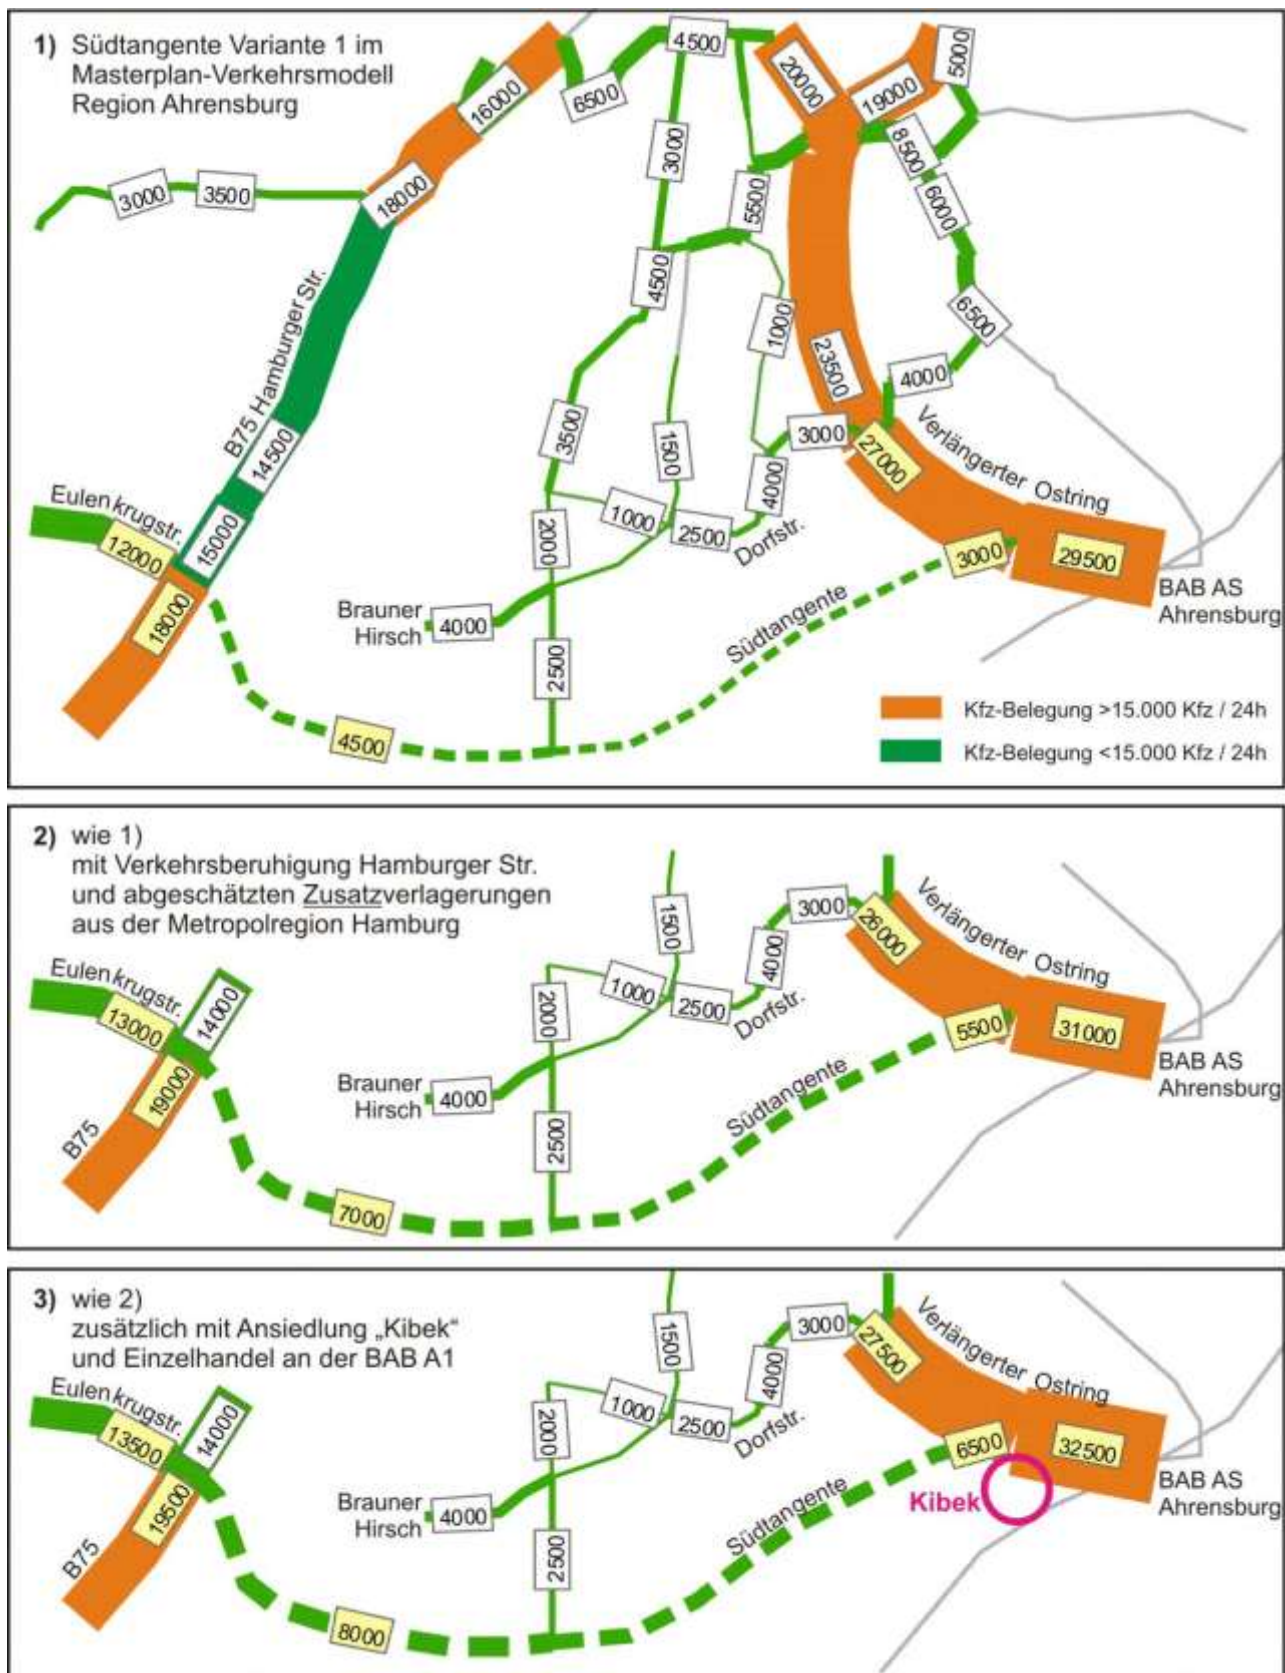 1) Südtangente Variante 1 im
Masterplan-Verkehrsmodell
Region Ahrensburg
4500
5000
20000
19000
16000
6500
3000
8500
3000
3500
18000
5500
6000
4500
B75 Hamburger Str.
1000
6500
23500
4000
3500
1500
3000
27000
Verlängerter Ostring
14500
4000
Eulenkrugstr.
1000
2000
2500
Dorfstr.
12000
15000
3000
29500
BAB AS
Ahrensburg
18000
Brauner
Hirsch
4000
Südtangente
2500
4500
Kfz-Belegung >15.000 Kfz / 24h
Kfz-Belegung <15.000 Kfz / 24h
2) wie 1)
mit Verkehrsberuhigung Hamburger Str.
und abgeschätzten Zusatzverlagerungen
aus der Metropolregion Hamburg
1500
3000
26000
Verlängerter Ostring
4000
Eulenkrugstr.
1000
2000
2500
Dorfstr.
13000
14000
5500
31000
BAB AS
Ahrensburg
19000
B75
Brauner
Hirsch
4000
Südtangente
2500
7000
3) wie 2)
zusätzlich mit Ansiedlung „Kibek“
und Einzelhandel an der BAB A1
1500
3000
27500
Verlängerter Ostring
4000
Eulenkrugstr.
1000
2000
2500
Dorfstr.
13500
14000
6500
32500
BAB AS
Ahrensburg
19500
B75
Brauner
Hirsch
4000
Kibek
Südtangente
2500
8000